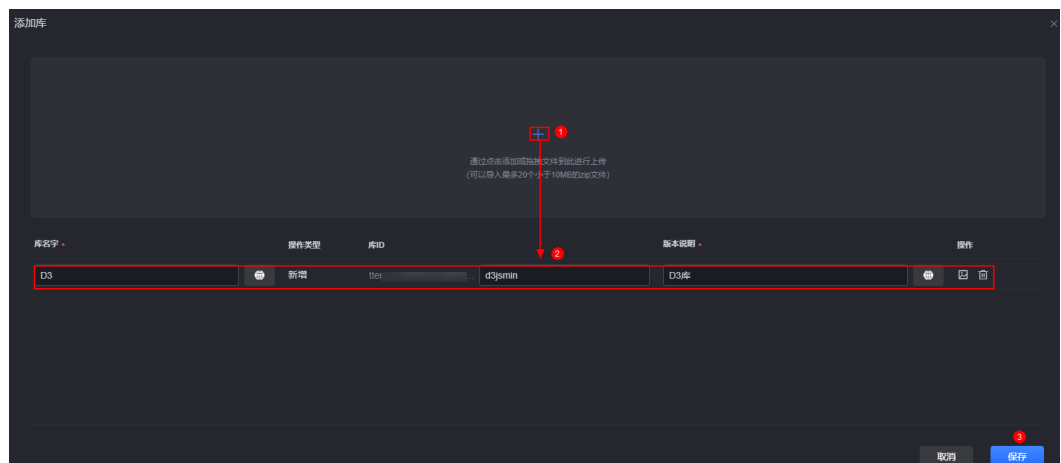 添加库 ×
1
通过点击添加或拖拽文件到此进行上传
(可以导入最多20个小于10MB的zip文件)
库名字 * 操作类型 库ID 版本说明 * 操作
2
D3 新增 ... d3jsmin D3库
3
取消 保存